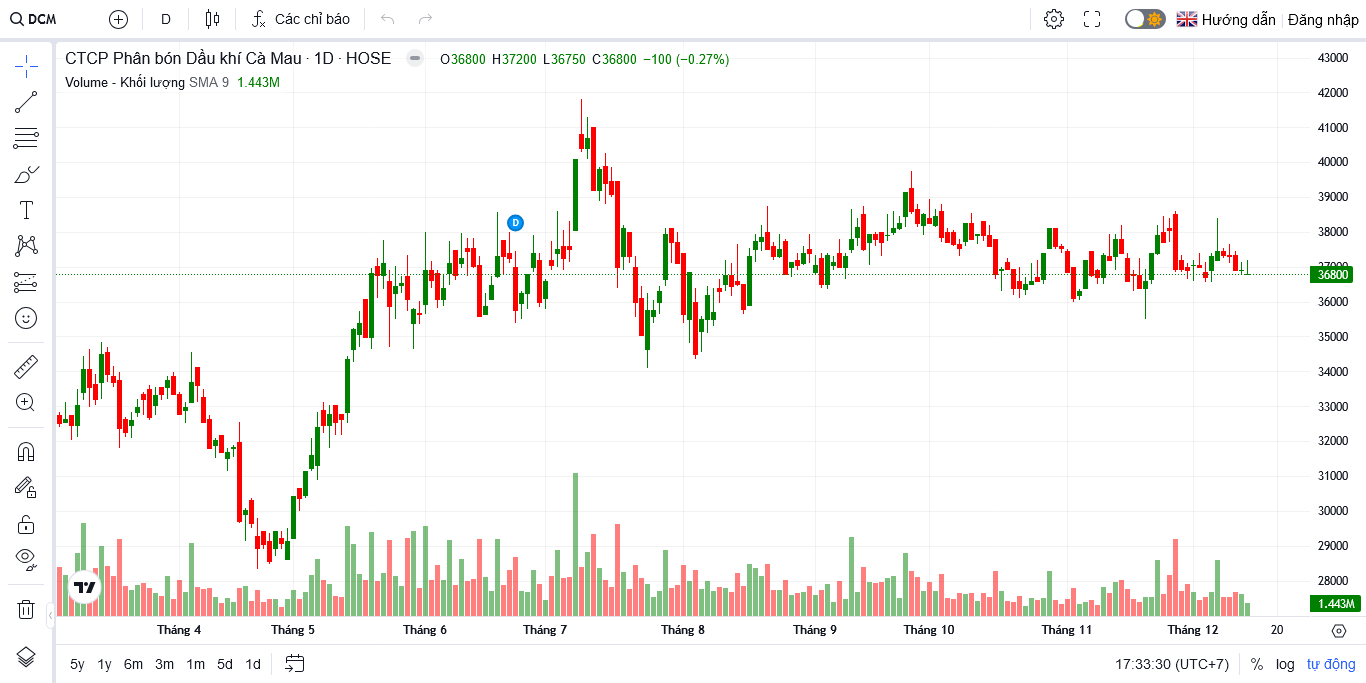 DCM D Các chỉ báo Hướng dẫn Đăng nhập
CTCP Phân bón Dầu khí Cà Mau · 1D · HOSE O36800 H37200 L36750 C36800 −100 (−0.27%)
Volume - Khối lượng SMA 9 1.443M
D
43000
42000
41000
40000
39000
38000
37000
36800
36000
35000
34000
33000
32000
31000
30000
29000
28000
1.443M
Tháng 4 Tháng 5 Tháng 6 Tháng 7 Tháng 8 Tháng 9 Tháng 10 Tháng 11 Tháng 12 20
5y 1y 6m 3m 1m 5d 1d 17:33:30 (UTC+7) % log tự động